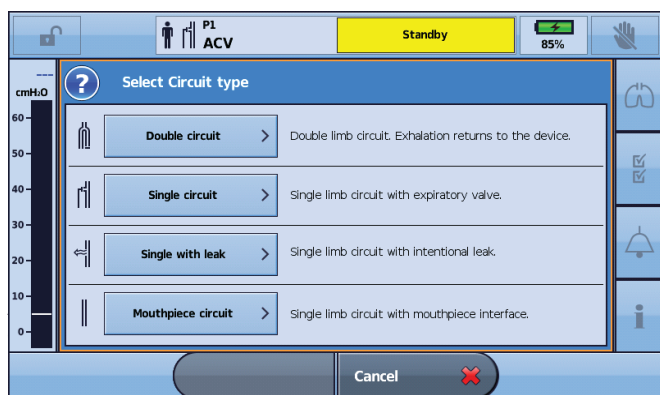 P1
ACV
Standby
85%
---
cmH₂O
60
50
40
30
20
10
0
? Select Circuit type
Double circuit > Double limb circuit. Exhalation returns to the device.
Single circuit > Single limb circuit with expiratory valve.
Single with leak > Single limb circuit with intentional leak.
Mouthpiece circuit > Single limb circuit with mouthpiece interface.
i
Cancel